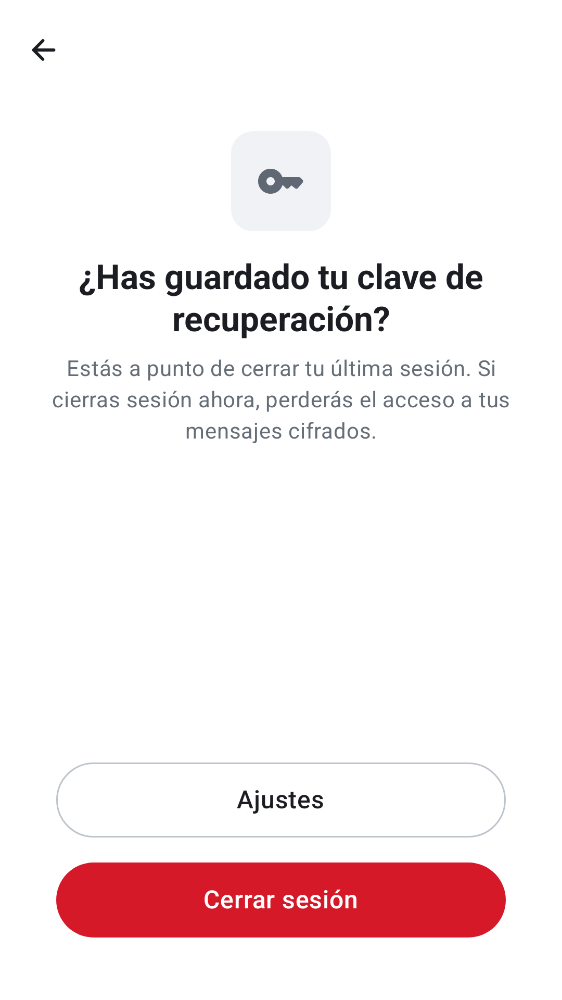 ¿Has guardado tu clave de
recuperación?
Estás a punto de cerrar tu última sesión. Si
cierras sesión ahora, perderás el acceso a tus
mensajes cifrados.
Ajustes
Cerrar sesión